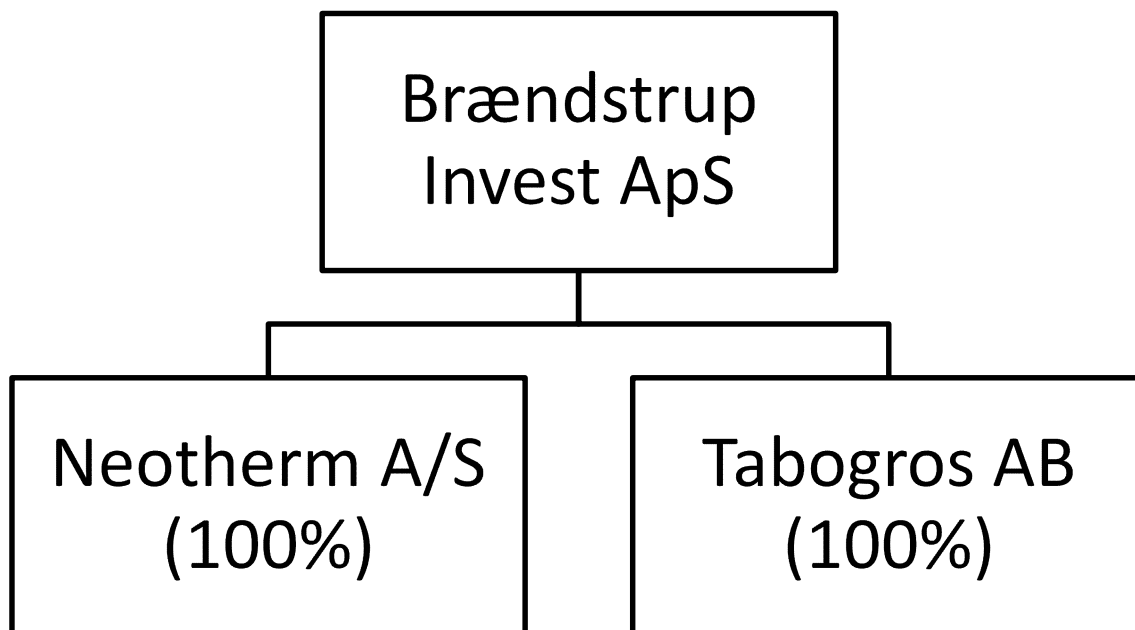 Brændstrup
Invest ApS
Neotherm A/S
(100%)
Tabogros AB
(100%)